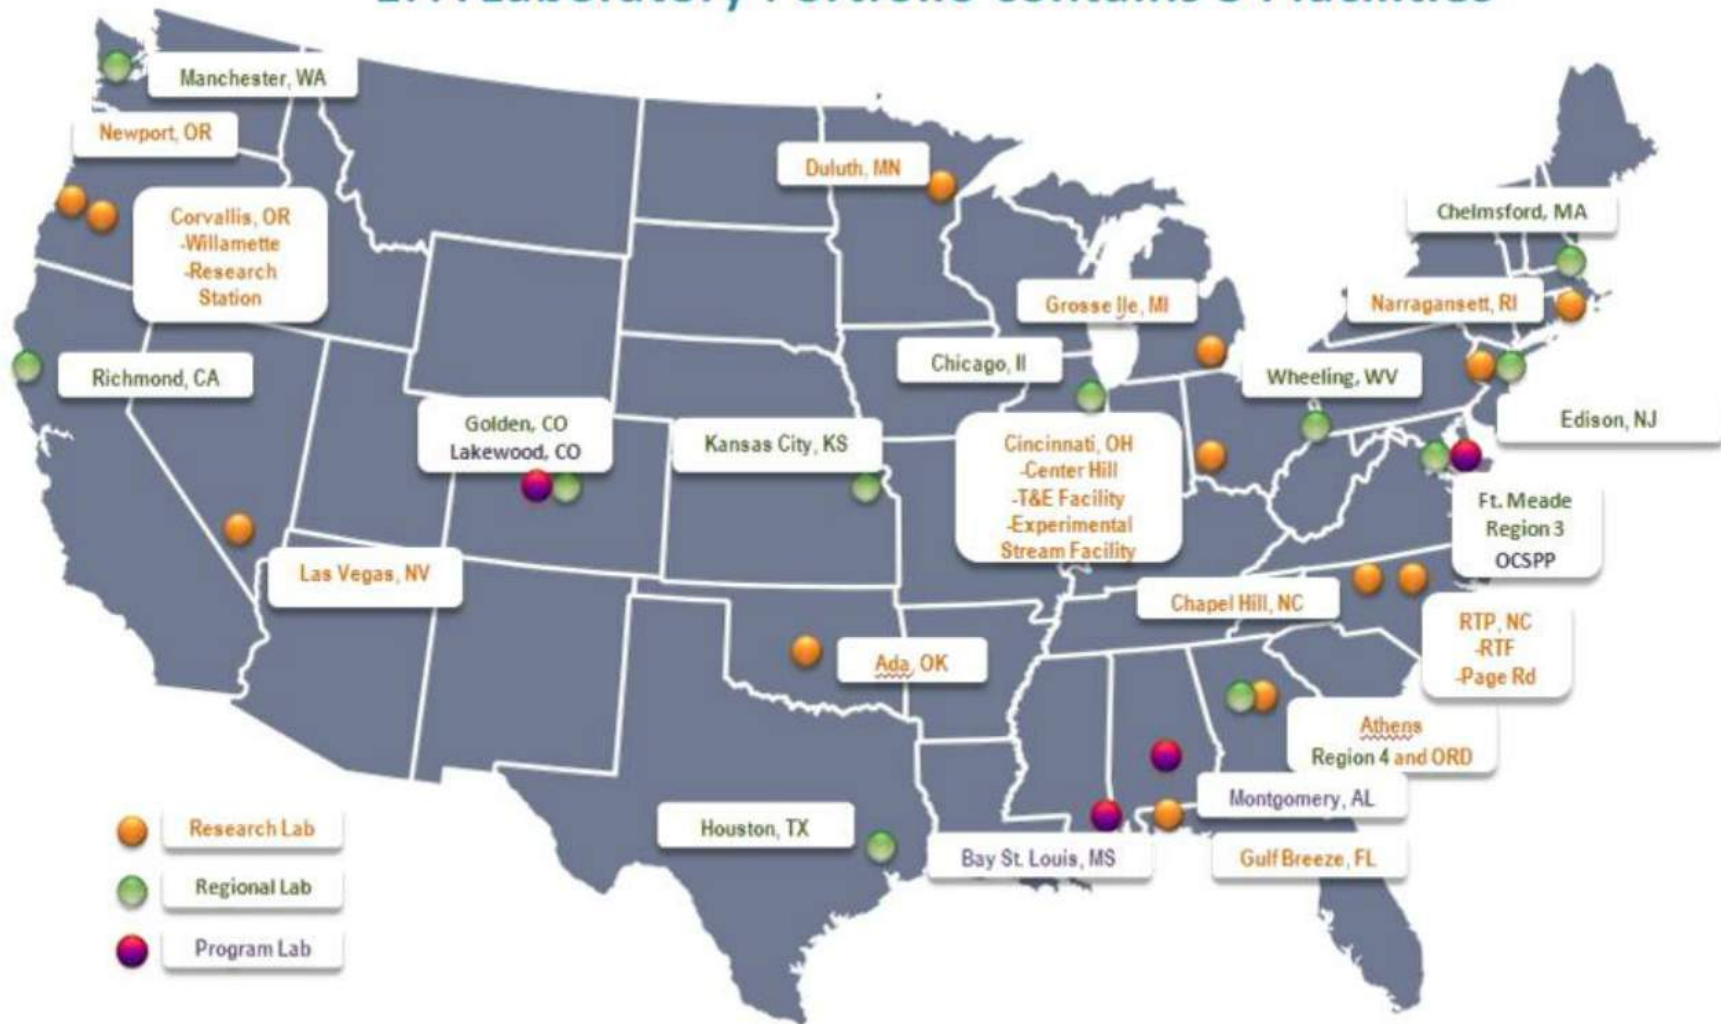 Manchester, WA
Newport, OR
Duluth, MN
Corvallis, OR
-Willamette
-Research
Station
Chelmsford, MA
Grosse Ile, MI
Narragansett, RI
Chicago, Il
Wheeling, WV
Richmond, CA
Edison, NJ
Golden, CO
Lakewood, CO
Kansas City, KS
Cincinnati, OH
-Center Hill
-T&E Facility
-Experimental
Stream Facility
Ft. Meade
Region 3
OCSPP
Las Vegas, NV
Chapel Hill, NC
RTP, NC
-RTF
-Page Rd
Ada, OK
Athens
Region 4 and ORD
Montgomery, AL
Houston, TX
Bay St. Louis, MS
Gulf Breeze, FL
Research Lab
Regional Lab
Program Lab